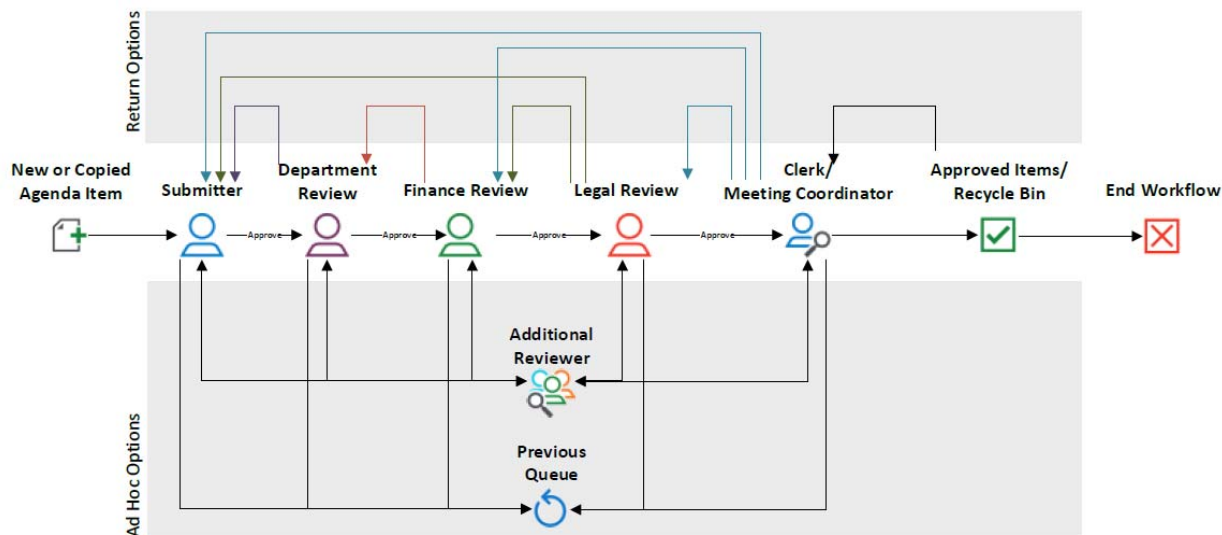 Return Options
New or Copied
Agenda Item
Submitter
Department
Review
Finance Review
Legal Review
Clerk/
Meeting Coordinator
Approved Items/
Recycle Bin
End Workflow
Approve
Approve
Approve
Approve
Additional
Reviewer
Previous
Queue
Ad Hoc Options